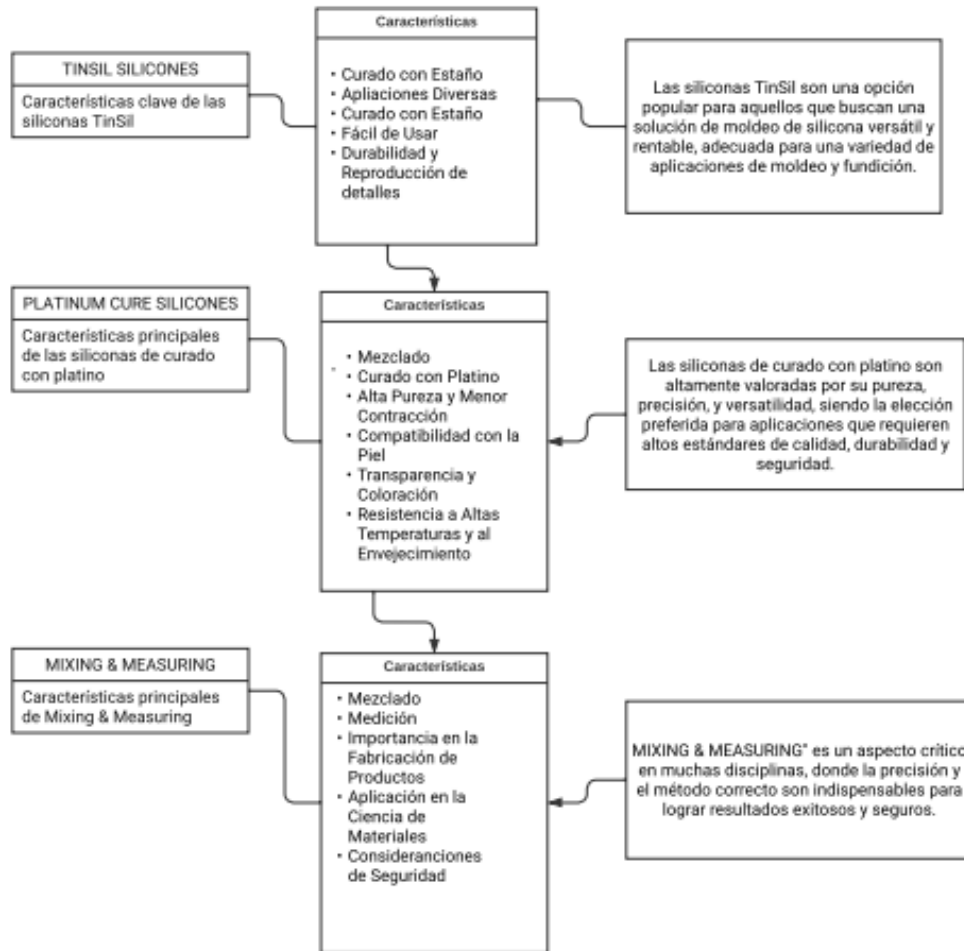 TINSIL SILICONES
Características clave de las
siliconas TinSil
Característicias
• Curado con Estaño
• Apliaciones Diversas
• Curado con Estaño
• Fácil de Usar
• Durabilidad y
Reproducción de
detalles
Las siliconas TinSil son una opción
popular para aquellos que buscan una
solución de moldeo de silicona versátil y
rentable, adecuada para una variedad de
aplicaciones de moldeo y fundición.
PLATINUM CURE SILICONES
Características principales
de las siliconas de curado
con platino
Característicias
• Mezclado
• Curado con Platino
• Alta Pureza y Menor
Contracción
• Compatibilidad con la
Piel
• Transparencia y
Coloración
• Resistencia a Altas
Temperaturas y al
Envejecimiento
Las siliconas de curado con platino son
altamente valoradas por su pureza,
precisión, y versatilidad, siendo la elección
preferida para aplicaciones que requieren
altos estándares de calidad, durabilidad y
seguridad.
MIXING & MEASURING
Características principales
de Mixing & Measuring
Característicias
• Mezclado
• Medición
• Importancia en la
Fabricación de
Productos
• Aplicación en la
Ciencia de
Materiales
• Consideranciones
de Seguridad
MIXING & MEASURING" es un aspecto crítico
en muchas disciplinas, donde la precisión y
el método correcto son indispensables para
lograr resultados exitosos y seguros.